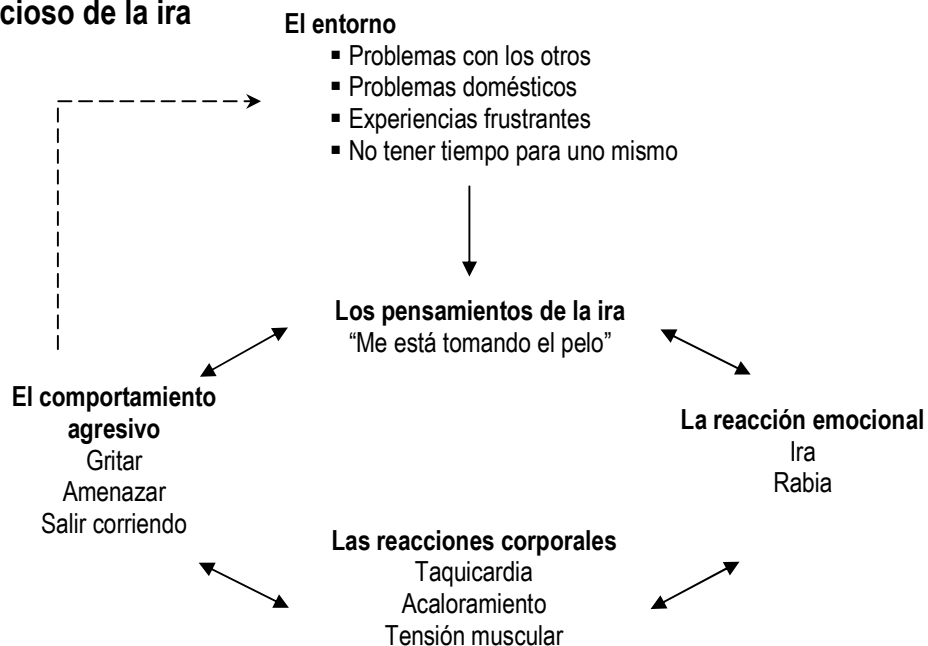 cioso de la ira
El entorno
▪ Problemas con los otros
▪ Problemas domésticos
▪ Experiencias frustrantes
▪ No tener tiempo para uno mismo
Los pensamientos de la ira
“Me está tomando el pelo”
El comportamiento
agresivo
Gritar
Amenazar
Salir corriendo
La reacción emocional
Ira
Rabia
Las reacciones corporales
Taquicardia
Acaloramiento
Tensión muscular